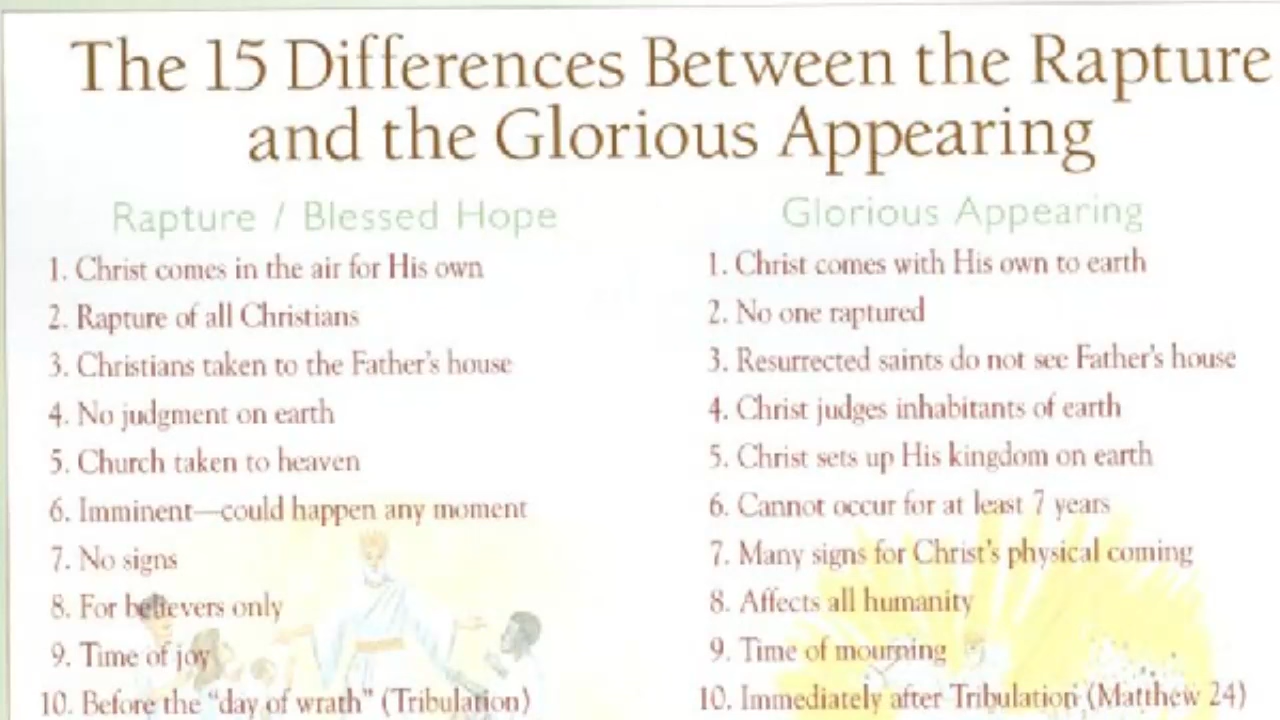 The 15 Differences Between the Rapture
and the Glorious Appearing
Rapture / Blessed Hope
1. Christ comes in the air for His own
2. Rapture of all Christians
3. Christians taken to the Father's house
4. No judgment on earth
5. Church taken to heaven
6. Imminent—could happen any moment
7. No signs
8. For believers only
9. Time of joy
10. Before the "day of wrath" (Tribulation)
Glorious Appearing
1. Christ comes with His own to earth
2. No one raptured
3. Resurrected saints do not see Father's house
4. Christ judges inhabitants of earth
5. Christ sets up His kingdom on earth
6. Cannot occur for at least 7 years
7. Many signs for Christ's physical coming
8. Affects all humanity
9. Time of mourning
10. Immediately after Tribulation (Matthew 24)